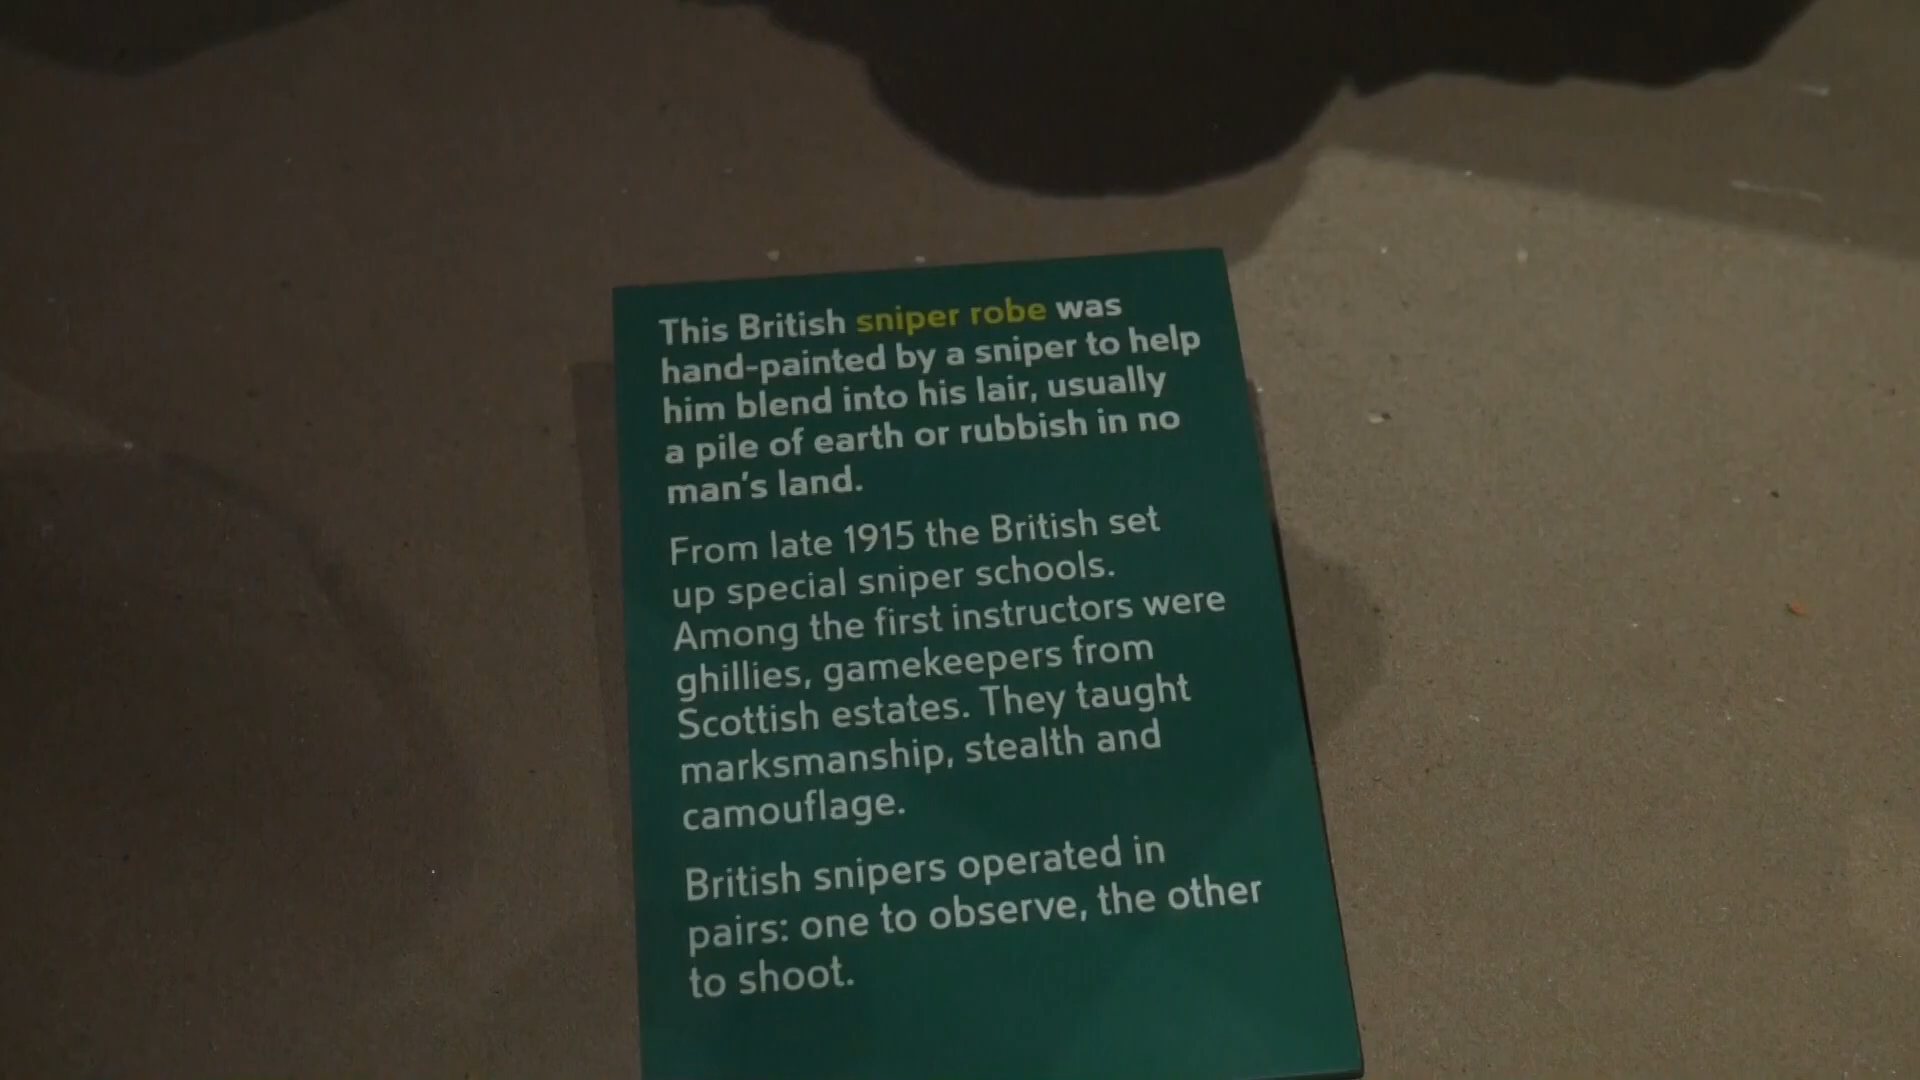 This British sniper robe was
hand-painted by a sniper to help
him blend into his lair, usually
a pile of earth or rubbish in no
man's land.
From late 1915 the British set
up special sniper schools.
Among the first instructors were
ghillies, gamekeepers from
Scottish estates. They taught
marksmanship, stealth and
camouflage.
British snipers operated in
pairs: one to observe, the other
to shoot.